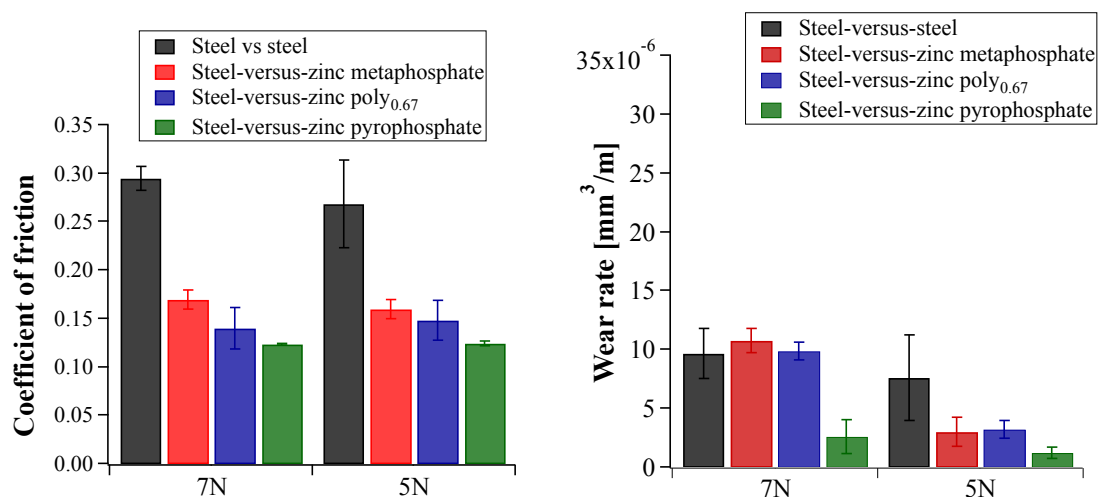 Steel vs steel
Steel-versus-zinc metaphosphate
Steel-versus-zinc poly0.67
Steel-versus-zinc pyrophosphate
Coefficient of friction
0.35
0.30
0.25
0.20
0.15
0.10
0.05
0.00
7N
5N
Steel-versus-steel
Steel-versus-zinc metaphosphate
Steel-versus-zinc poly0.67
Steel-versus-zinc pyrophosphate
Wear rate [mm³/m]
35x10⁻⁶
30
25
20
15
10
5
0
7N
5N